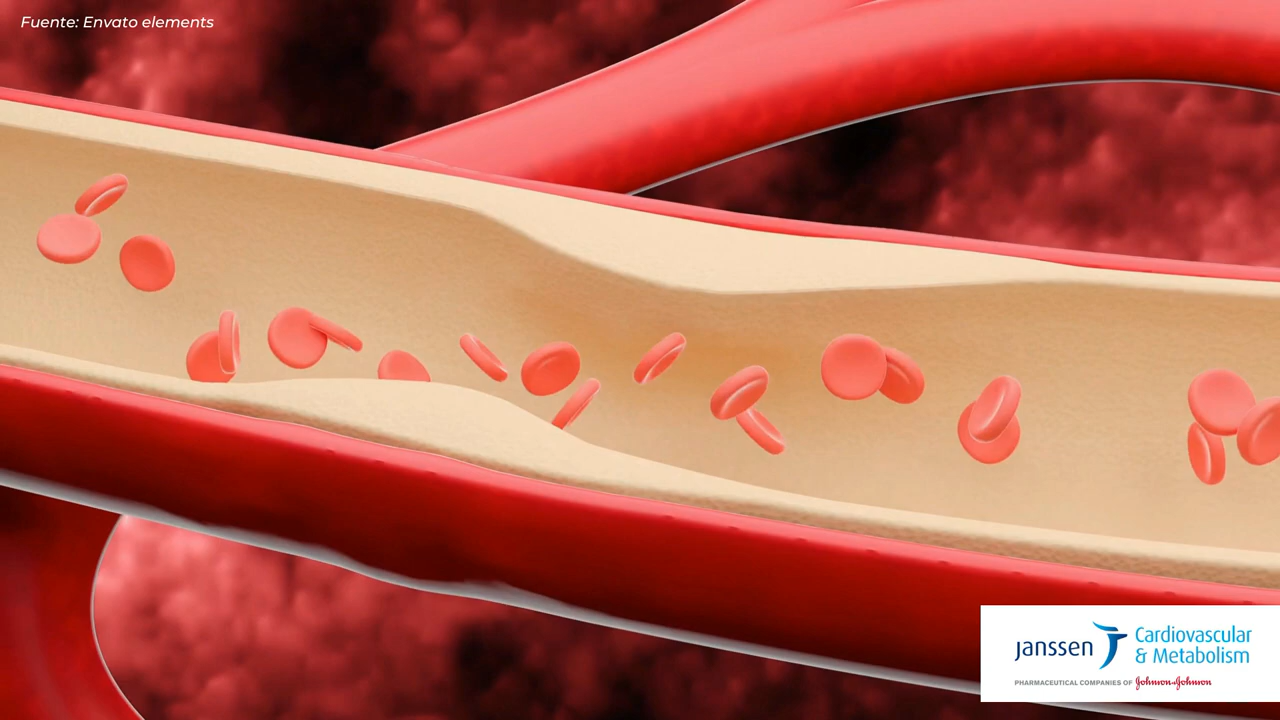 Fuente: Envato elements
janssen
Cardiovascular
& Metabolism
PHARMACEUTICAL COMPANIES OF Johnson & Johnson